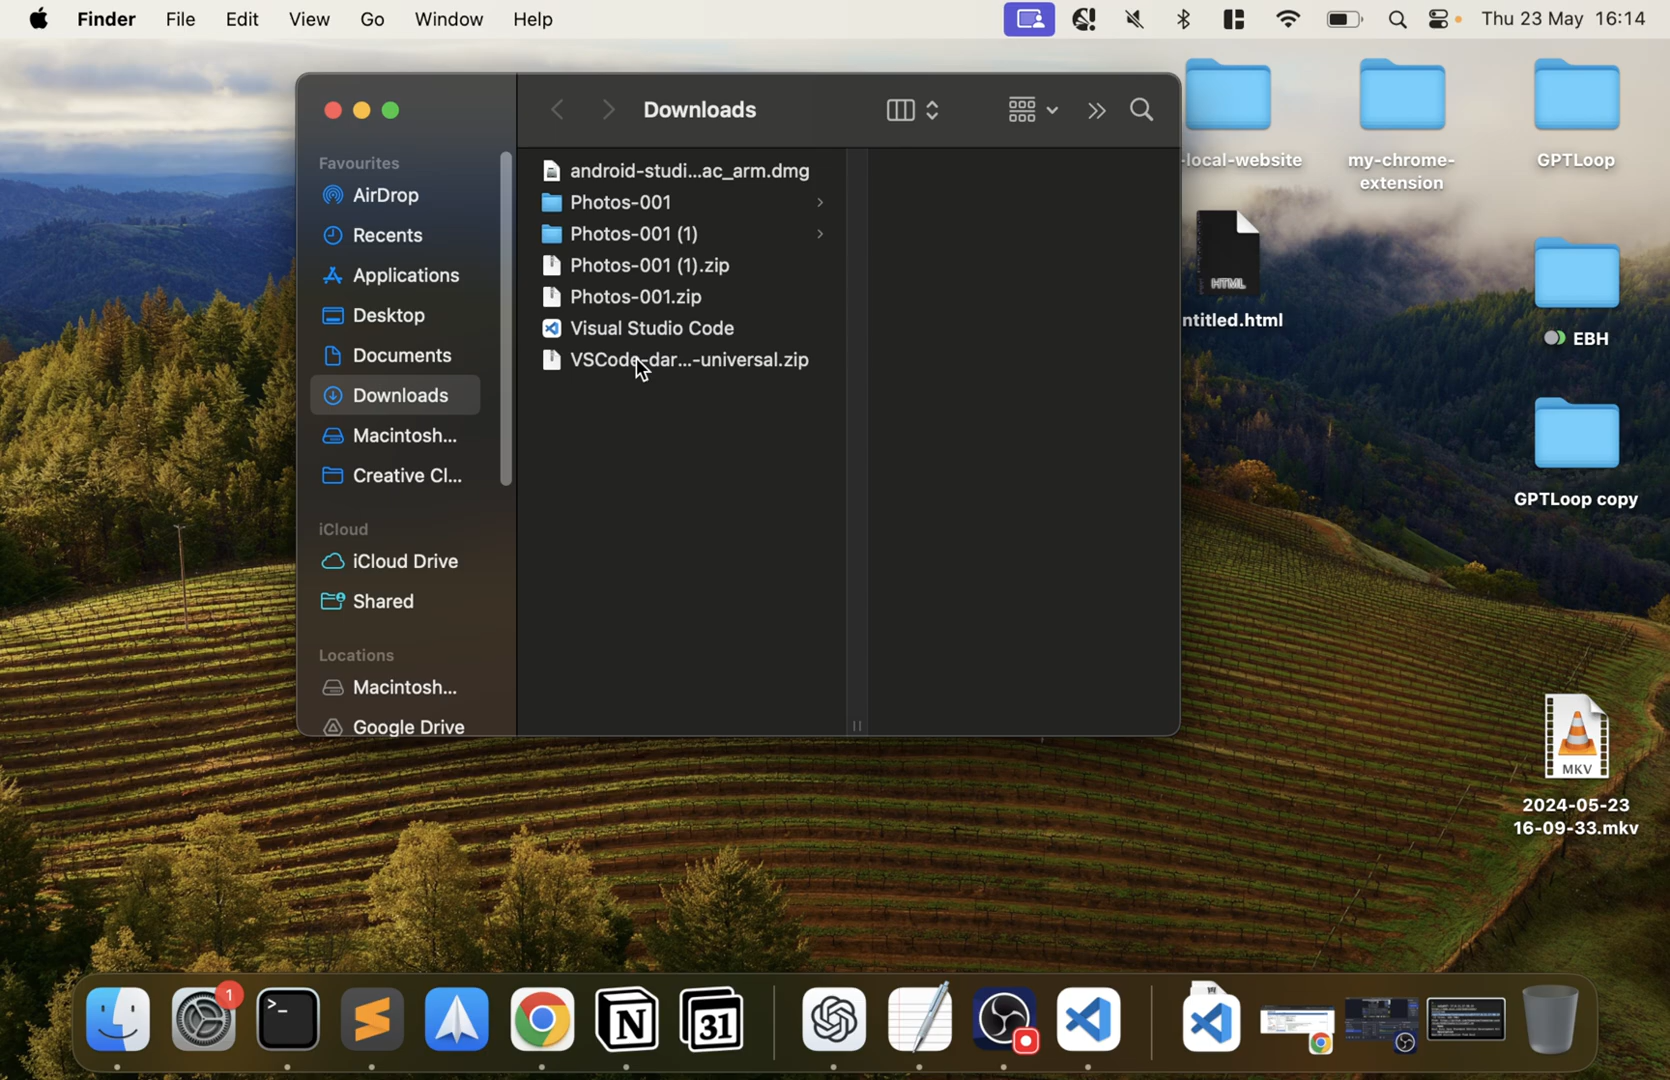 Finder File Edit View Go Window Help Thu 23 May 16:14
Downloads
Favourites
AirDrop
Recents
Applications
Desktop
Documents
Downloads
Macintosh...
Creative Cl...
iCloud
iCloud Drive
Shared
Locations
Macintosh...
Google Drive
android-studi...ac_arm.dmg
Photos-001
Photos-001 (1)
Photos-001 (1).zip
Photos-001.zip
Visual Studio Code
VSCode-dar...-universal.zip
-local-website
my-chrome-
extension
GPTLoop
HTML
ntitled.html
EBH
GPTLoop copy
MKV
2024-05-23
16-09-33.mkv
1
31